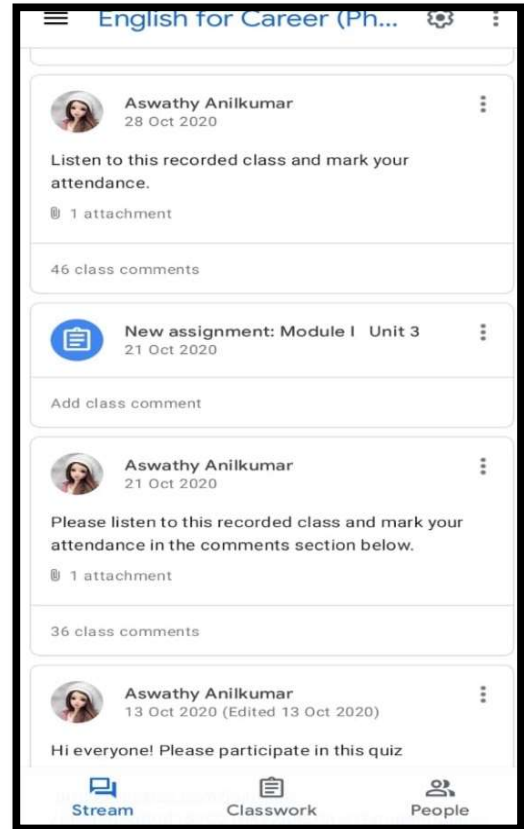 English for Career (Ph...
Aswathy Anilkumar
28 Oct 2020
Listen to this recorded class and mark your
attendance.
1 attachment
46 class comments
New assignment: Module I Unit 3
21 Oct 2020
Add class comment
Aswathy Anilkumar
21 Oct 2020
Please listen to this recorded class and mark your
attendance in the comments section below.
1 attachment
36 class comments
Aswathy Anilkumar
13 Oct 2020 (Edited 13 Oct 2020)
Hi everyone! Please participate in this quiz
Stream Classwork People